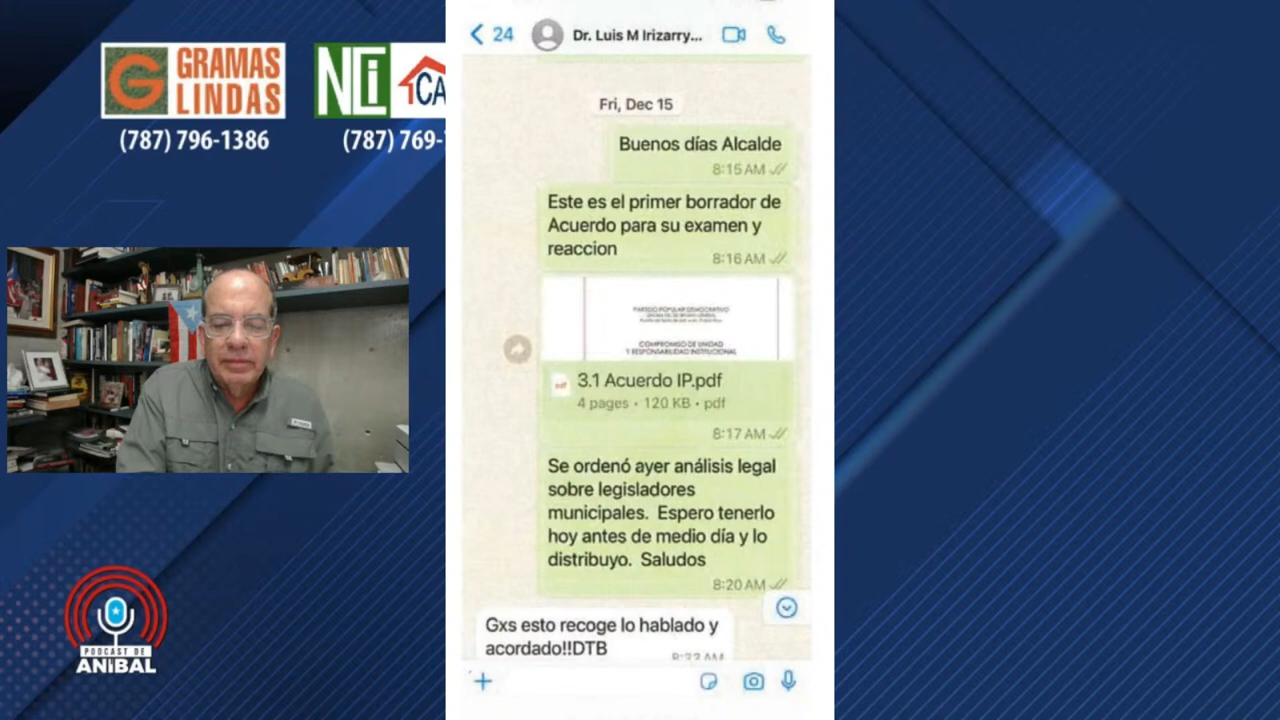 GRAMAS
LINDAS
(787) 796-1386
NCi
CA
(787) 769-
PODCAST DE
ANÍBAL
24
Dr. Luis M Irizarry...
Fri, Dec 15
Buenos días Alcalde
8:15 AM
Este es el primer borrador de
Acuerdo para su examen y
reaccion
8:16 AM
PARTIDO POPULAR DEMOCRATICO
COMPROMISO DE UNIDAD
Y RESPONSABILIDAD INSTITUCIONAL
pdf
3.1 Acuerdo IP.pdf
4 pages • 120 KB • pdf
8:17 AM
Se ordenó ayer análisis legal
sobre legisladores
municipales. Espero tenerlo
hoy antes de medio día y lo
distribuyo. Saludos
8:20 AM
Gxs esto recoge lo hablado y
acordado!!DTB